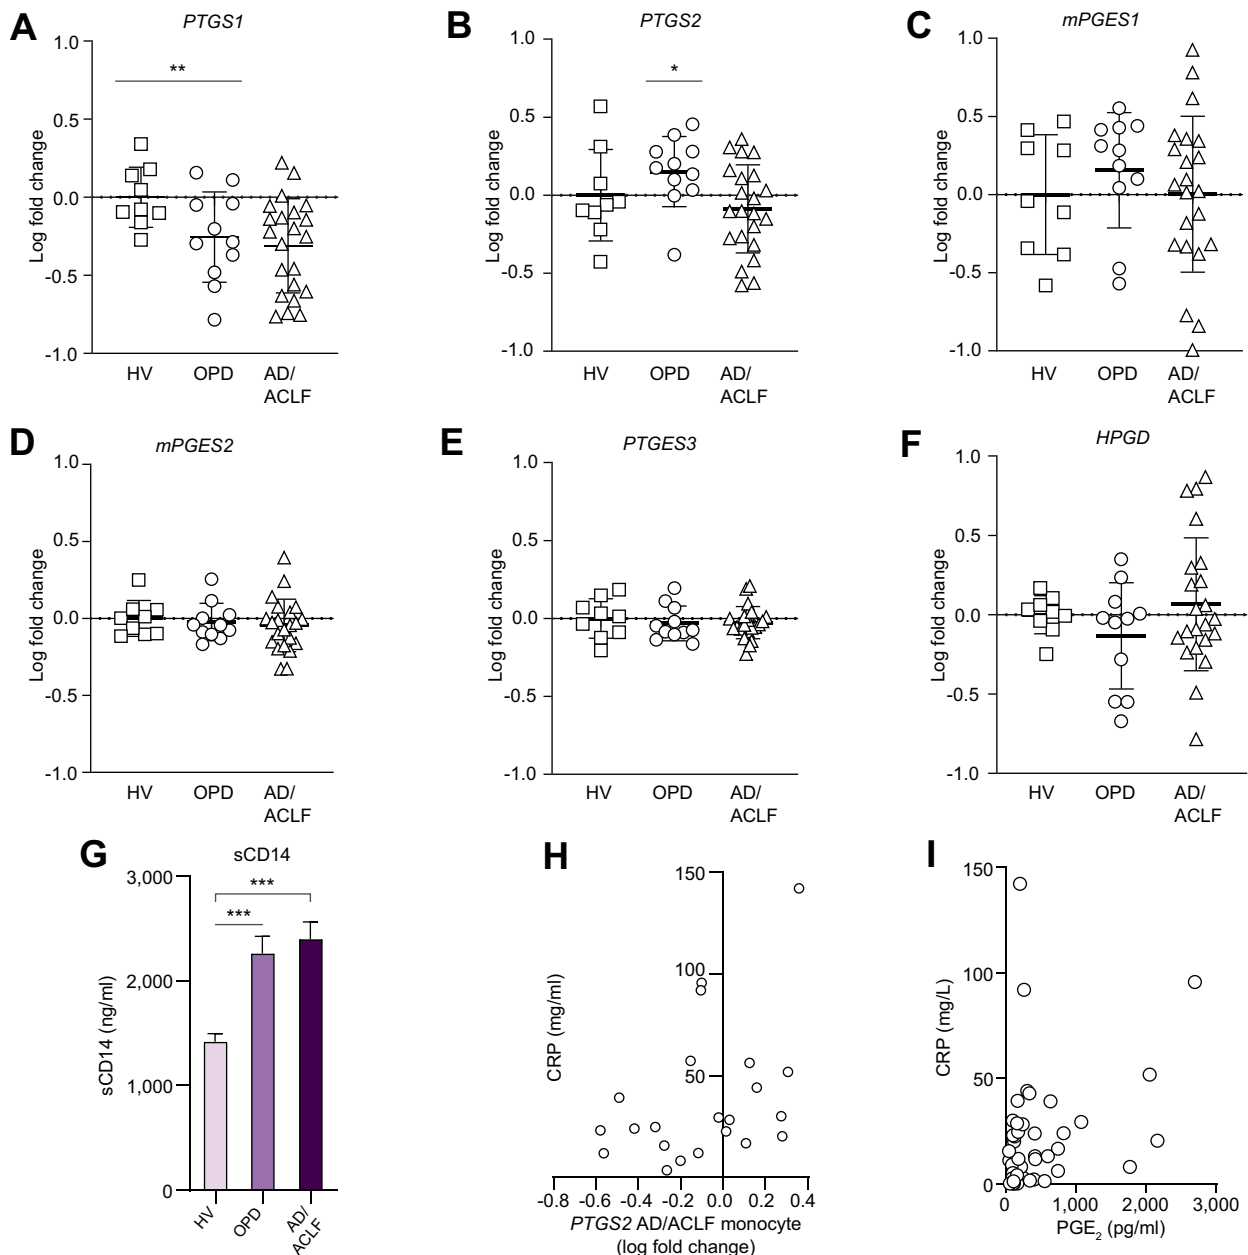 A
PTGS1
1.0
0.5
0.0
-0.5
-1.0
Log fold change
**
HV
OPD
AD/
ACLF
B
PTGS2
1.0
0.5
0.0
-0.5
-1.0
Log fold change
*
HV
OPD
AD/
ACLF
C
mPGES1
1.0
0.5
0.0
-0.5
-1.0
Log fold change
HV
OPD
AD/
ACLF
D
mPGES2
1.0
0.5
0.0
-0.5
-1.0
Log fold change
HV
OPD
AD/
ACLF
E
PTGES3
1.0
0.5
0.0
-0.5
-1.0
Log fold change
HV
OPD
AD/
ACLF
F
HPGD
1.0
0.5
0.0
-0.5
-1.0
Log fold change
HV
OPD
AD/
ACLF
G
sCD14
3,000
2,000
1,000
0
sCD14 (ng/ml)
***
***
HV
OPD
AD/
ACLF
H
150
100
50
CRP (mg/ml)
-0.8 -0.6 -0.4 -0.2 0.0 0.2 0.4
PTGS2 AD/ACLF monocyte
(log fold change)
I
150
100
50
0
CRP (mg/L)
0 1,000 2,000 3,000
PGE2 (pg/ml)